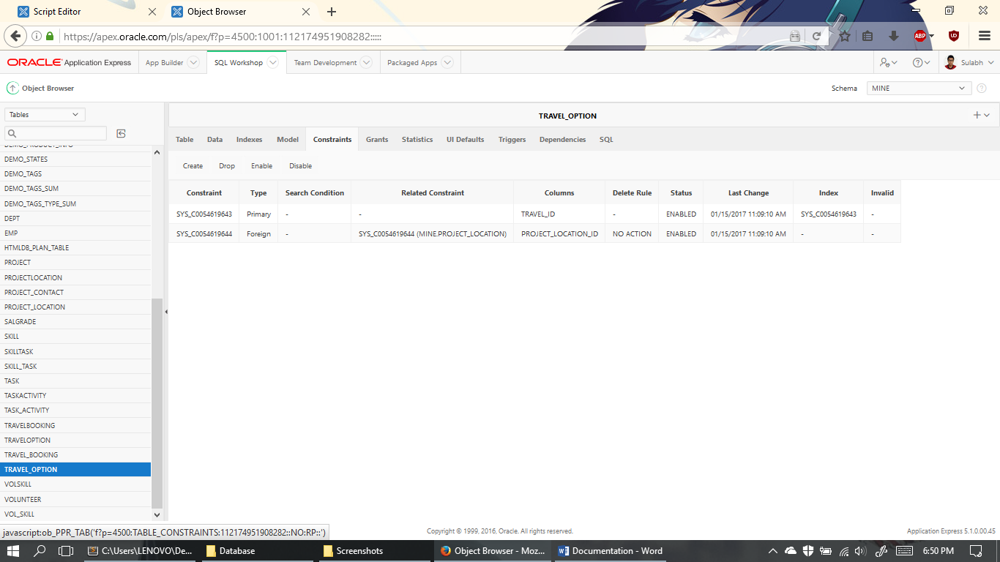 Script Editor
Object Browser
https://apex.oracle.com/pls/apex/f?p=4500:1001:112174951908282:::::
ABP
ORACLE Application Express
App Builder
SQL Workshop
Team Development
Packaged Apps
Sulabh
Object Browser
Schema
MINE
Tables
TRAVEL_OPTION
Table Data Indexes Model Constraints Grants Statistics UI Defaults Triggers Dependencies SQL
Create Drop Enable Disable
Constraint Type Search Condition Related Constraint Columns Delete Rule Status Last Change Index Invalid
SYS_C0054619643 Primary - - TRAVEL_ID - ENABLED 01/15/2017 11:09:10 AM SYS_C0054619643 -
SYS_C0054619644 Foreign - SYS_C0054619644 (MINE.PROJECT_LOCATION) PROJECT_LOCATION_ID NO ACTION ENABLED 01/15/2017 11:09:10 AM - -
DEMO_PRODUCT_INFO
DEMO_STATES
DEMO_TAGS
DEMO_TAGS_SUM
DEMO_TAGS_TYPE_SUM
DEPT
EMP
HTMLDB_PLAN_TABLE
PROJECT
PROJECTLOCATION
PROJECT_CONTACT
PROJECT_LOCATION
SALGRADE
SKILL
SKILLTASK
SKILL_TASK
TASK
TASKACTIVITY
TASK_ACTIVITY
TRAVELBOOKING
TRAVELOPTION
TRAVEL_BOOKING
TRAVEL_OPTION
VOLSKILL
VOLUNTEER
VOL_SKILL
javascript:ob_PPR_TAB('f?p=4500:TABLE_CONSTRAINTS:112174951908282::NO:RP::')
Copyright © 1999, 2016, Oracle. All rights reserved.
Application Express 5.1.0.00.45
C:\Users\LENOVO\De...
Database
Screenshots
Object Browser - Moz...
Documentation - Word
6:50 PM